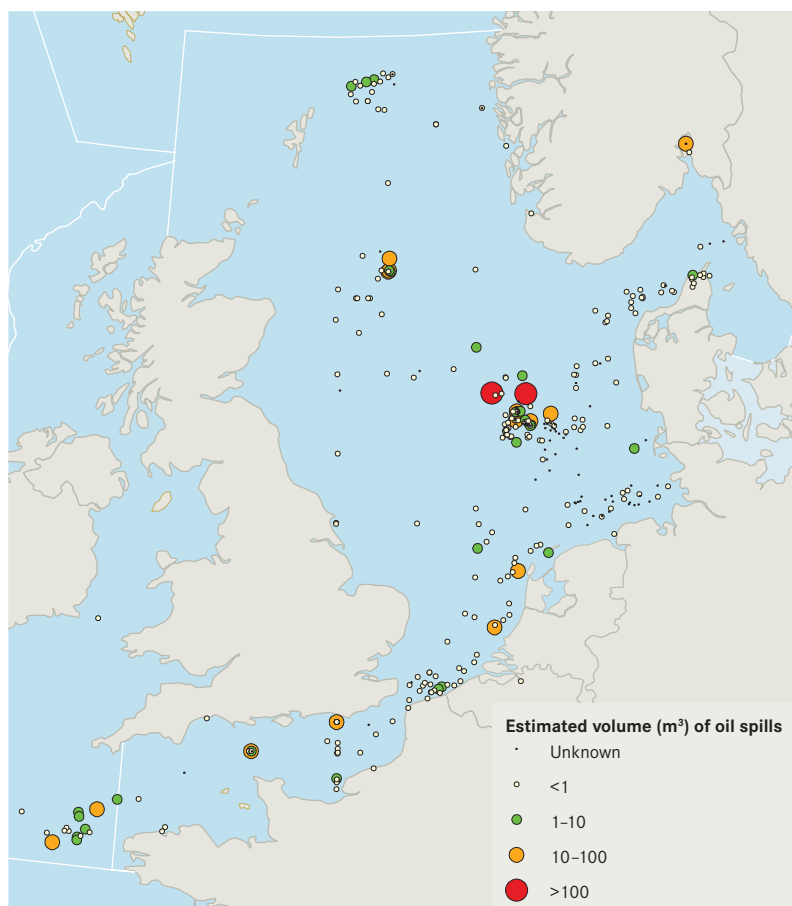 Estimated volume (m³) of oil spills
Unknown
<1
1–10
10–100
>100